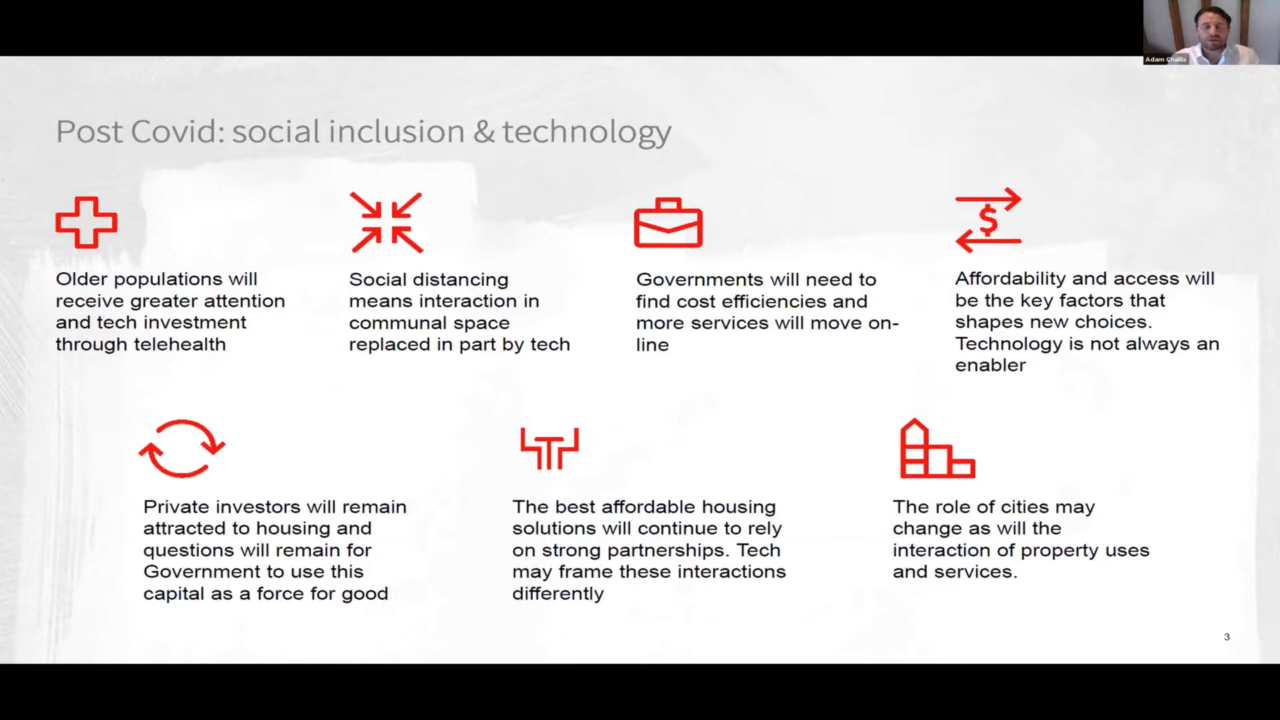 Adam Challis
Post Covid: social inclusion & technology
Older populations will
receive greater attention
and tech investment
through telehealth
Social distancing
means interaction in
communal space
replaced in part by tech
Governments will need to
find cost efficiencies and
more services will move on-
line
$
Affordability and access will
be the key factors that
shapes new choices.
Technology is not always an
enabler
Private investors will remain
attracted to housing and
questions will remain for
Government to use this
capital as a force for good
The best affordable housing
solutions will continue to rely
on strong partnerships. Tech
may frame these interactions
differently
The role of cities may
change as will the
interaction of property uses
and services.
3